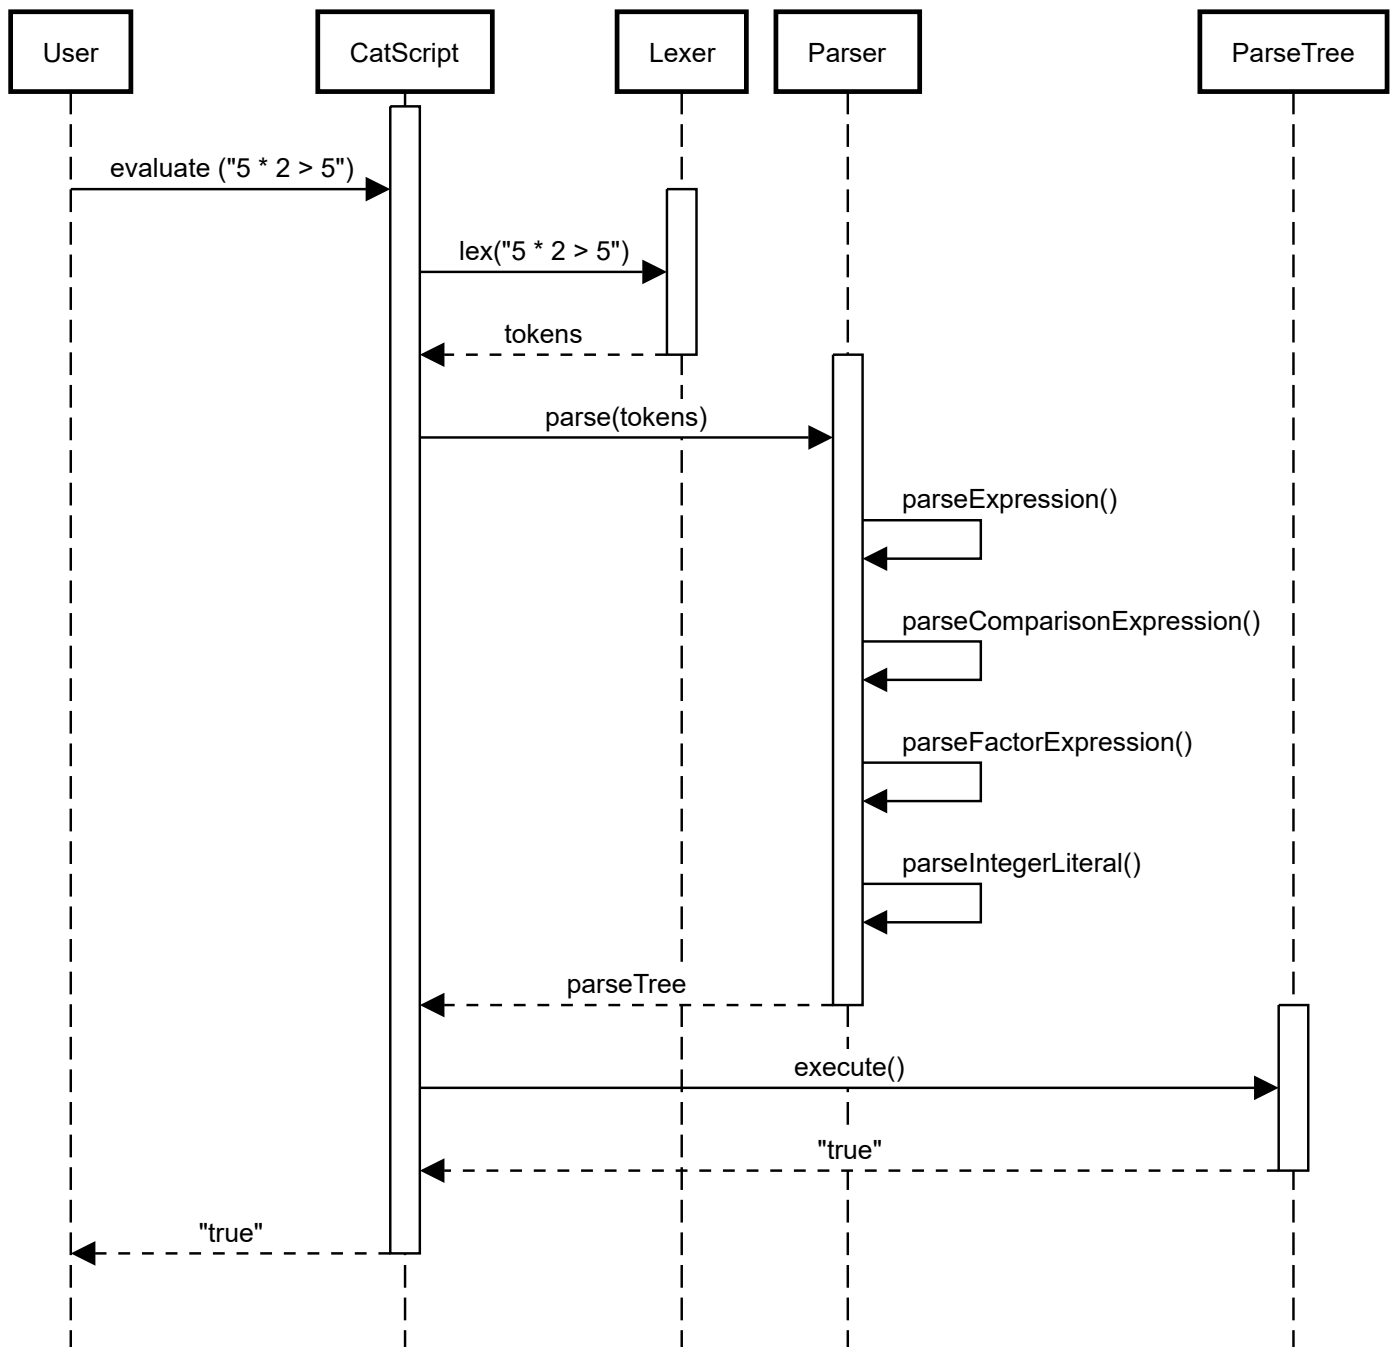 User
CatScript
Lexer
Parser
ParseTree
evaluate ("5 * 2 > 5")
lex("5 * 2 > 5")
tokens
parse(tokens)
parseExpression()
parseComparisonExpression()
parseFactorExpression()
parseIntegerLiteral()
parseTree
execute()
"true"
"true"